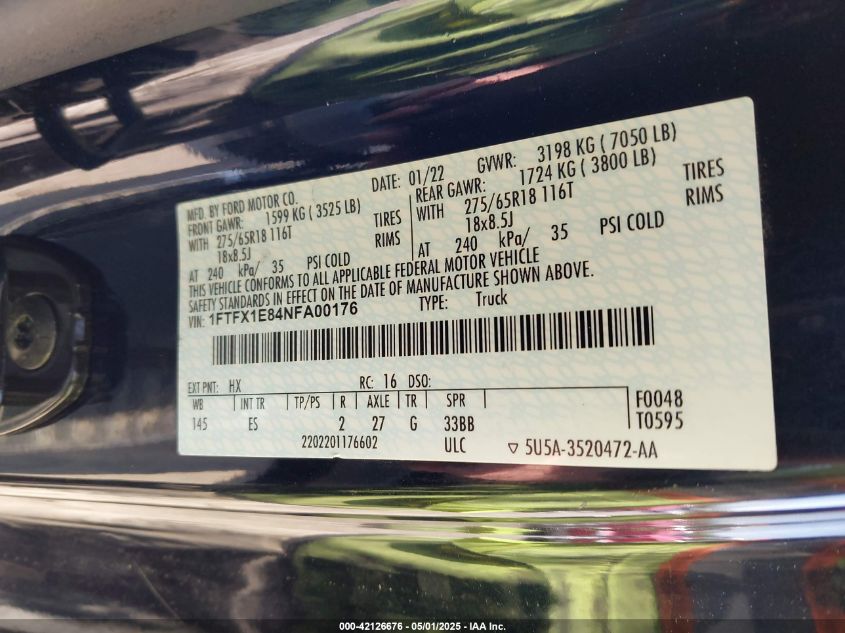 MFD. BY FORD MOTOR CO.
DATE: 01/22
GVWR: 3198 KG ( 7050 LB)
FRONT GAWR: 1599 KG (3525 LB)
REAR GAWR: 1724 KG ( 3800 LB)
WITH 275/65R18 116T TIRES
WITH 275/65R18 116T TIRES
18x8.5J RIMS
18x8.5J RIMS
AT 240 kPa/ 35 PSI COLD
AT 240 kPa/ 35 PSI COLD
THIS VEHICLE CONFORMS TO ALL APPLICABLE FEDERAL MOTOR VEHICLE
SAFETY STANDARDS IN EFFECT ON THE DATE OF MANUFACTURE SHOWN ABOVE.
VIN: 1FTFX1E84NFA00176
TYPE: Truck
EXT PNT: HX RC: 16 DSO:
WB INT TR TP/PS R AXLE TR SPR
145 ES 2 27 G 33BB
F0048
T0595
2202201176602 ULC ▽ 5U5A-3520472-AA
000-42126676 - 05/01/2025 - IAA Inc.